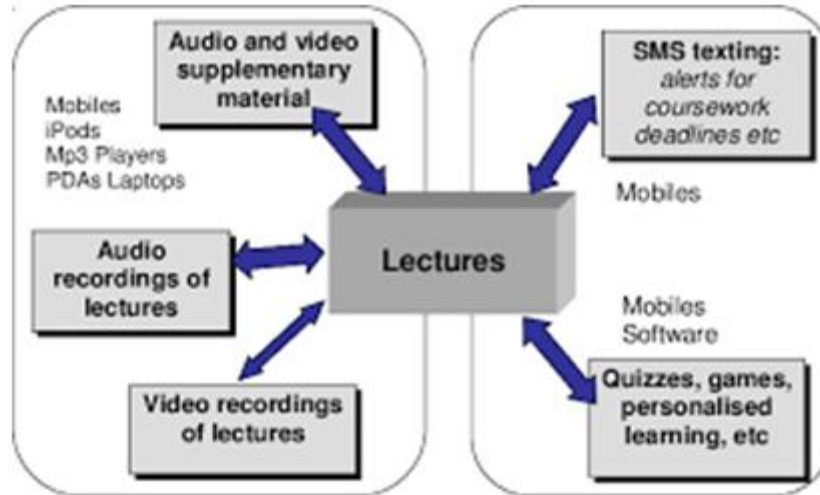 Audio and video
supplementary
material
Mobiles
iPods
Mp3 Players
PDAs Laptops
Audio
recordings of
lectures
Video recordings
of lectures
Lectures
SMS texting:
alerts for
coursework
deadlines etc
Mobiles
Mobiles
Software
Quizzes, games,
personalised
learning, etc